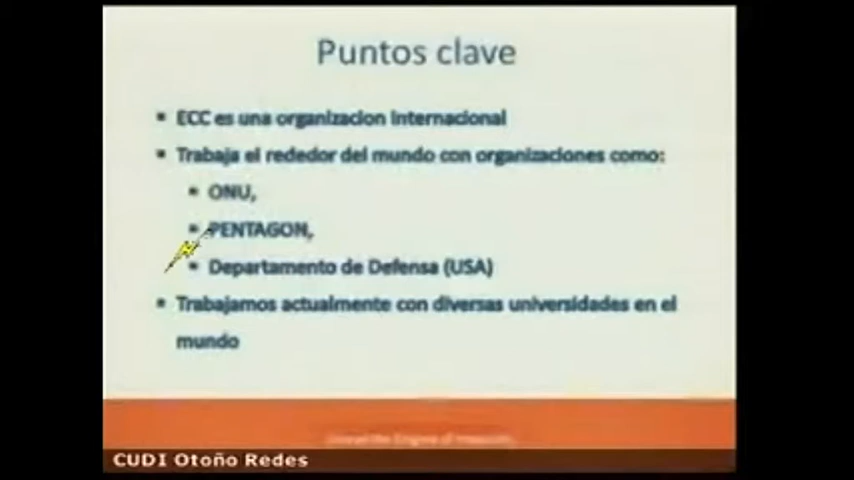 Puntos clave
ECC es una organizacion internacional
Trabaja el rededor del mundo con organizaciones como:
ONU,
PENTAGON,
Departamento de Defensa (USA)
Trabajamos actualmente con diversas universidades en el
mundo
CUDI Otoño Redes